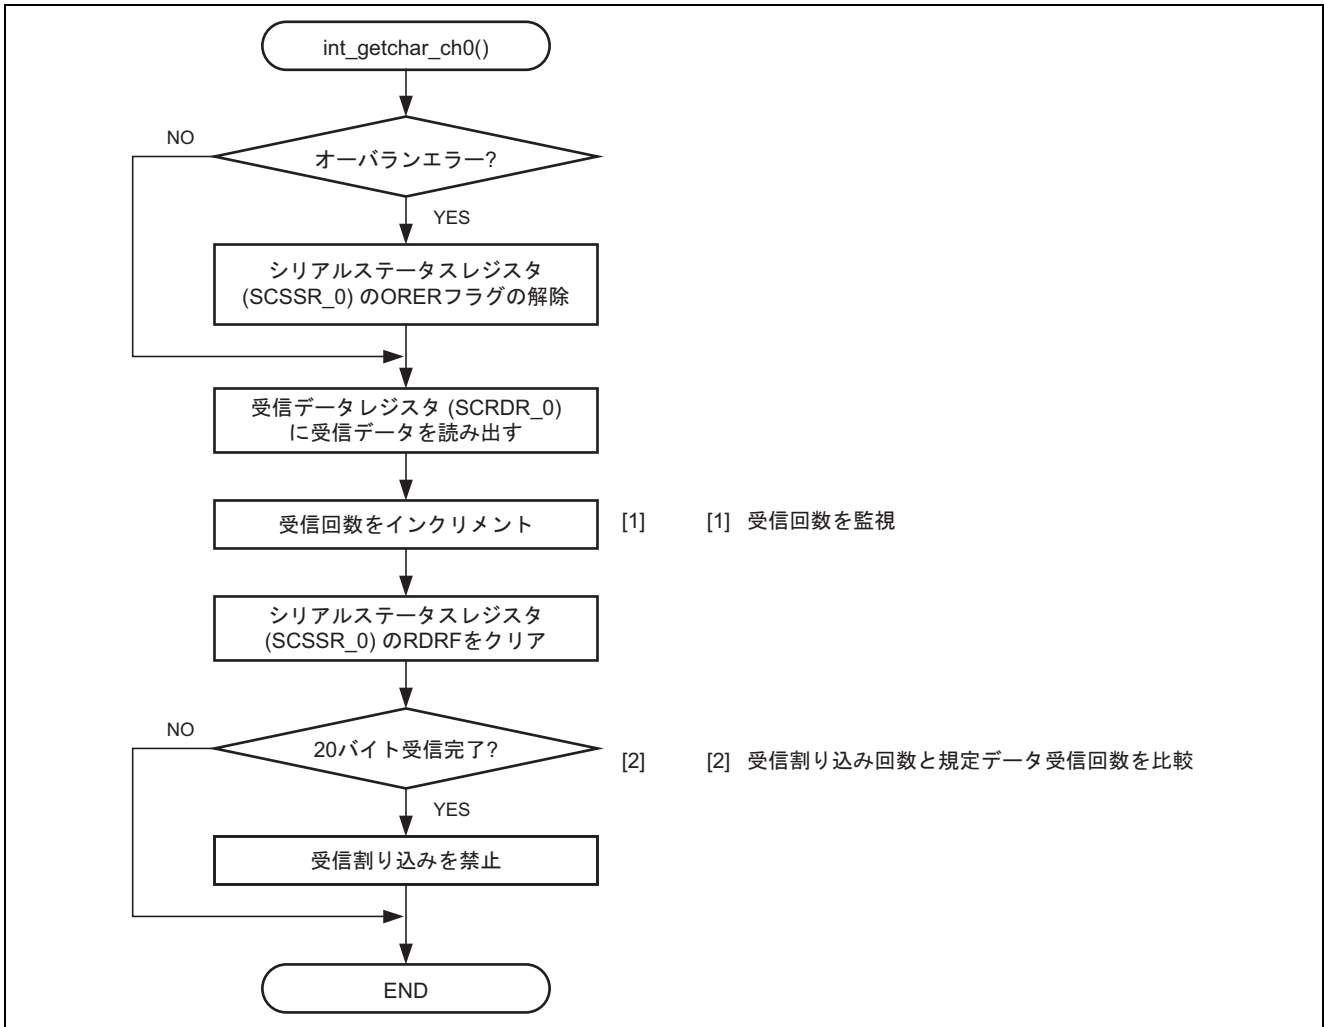 int_getchar_ch0()
オーバランエラー?
NO
YES
シリアルステータスレジスタ
(SCSSR_0) のORERフラグの解除
受信データレジスタ (SCRDR_0)
に受信データを読み出す
受信回数をインクリメント
[1]
[1] 受信回数を監視
シリアルステータスレジスタ
(SCSSR_0) のRDRFをクリア
20バイト受信完了?
NO
[2]
[2] 受信割り込み回数と規定データ受信回数を比較
YES
受信割り込みを禁止
END